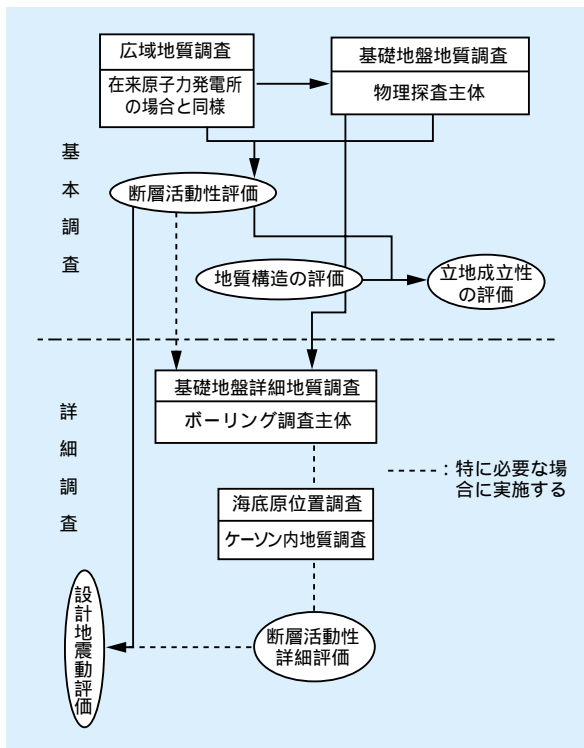 広域地質調査
在来原子力発電所
の場合と同様
基礎地盤地質調査
物理探査主体
基本調査
断層活動性評価
地質構造の評価
立地成立性
の評価
基礎地盤詳細地質調査
ボーリング調査主体
詳細調査
：特に必要な場
合に実施する
海底原位置調査
ケーソン内地質調査
設計地震動評価
断層活動性
詳細評価